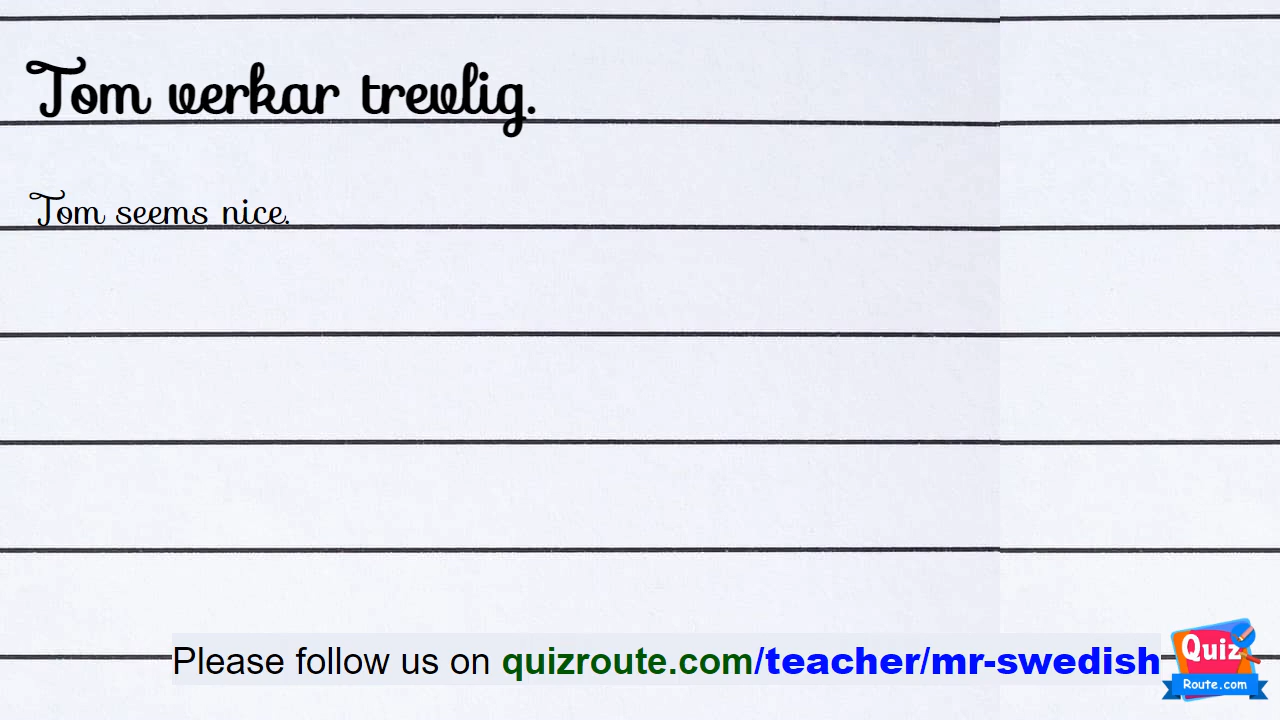 Tom verkar trevlig.
Tom seems nice.
Please follow us on quizroute.com/teacher/mr-swedish
Quiz
Route.com